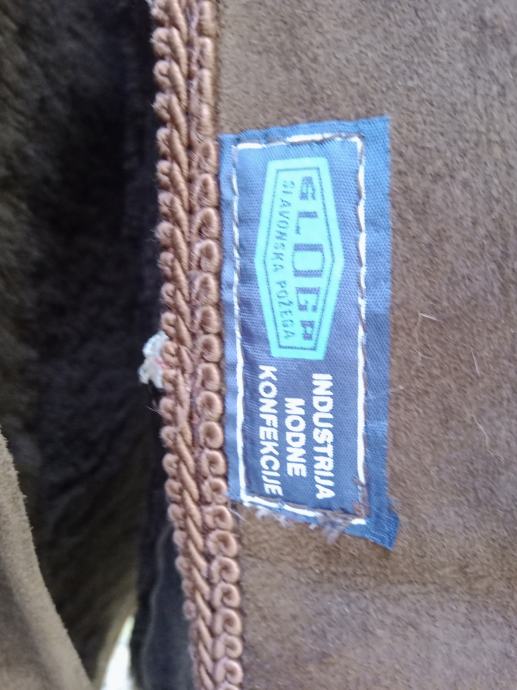 SLOGA
SLAVONSKA POŽEGA
INDUSTRIJA
MODNE
KONFEKCIJE